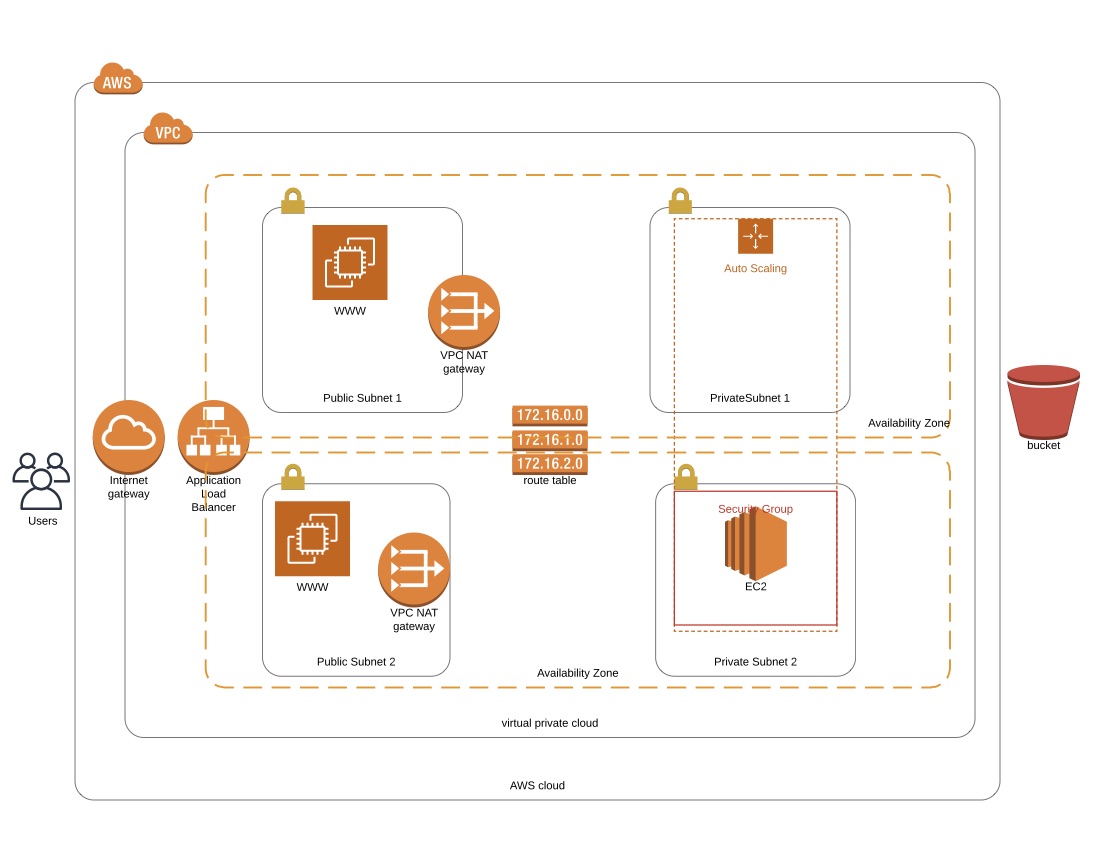 AWS
VPC
WWW
VPC NAT
gateway
Public Subnet 1
Auto Scaling
PrivateSubnet 1
Availability Zone
Users
Internet
gateway
Application
Load
Balancer
172.16.0.0
172.16.1.0
172.16.2.0
route table
bucket
WWW
VPC NAT
gateway
Public Subnet 2
Security Group
EC2
Private Subnet 2
Availability Zone
virtual private cloud
AWS cloud